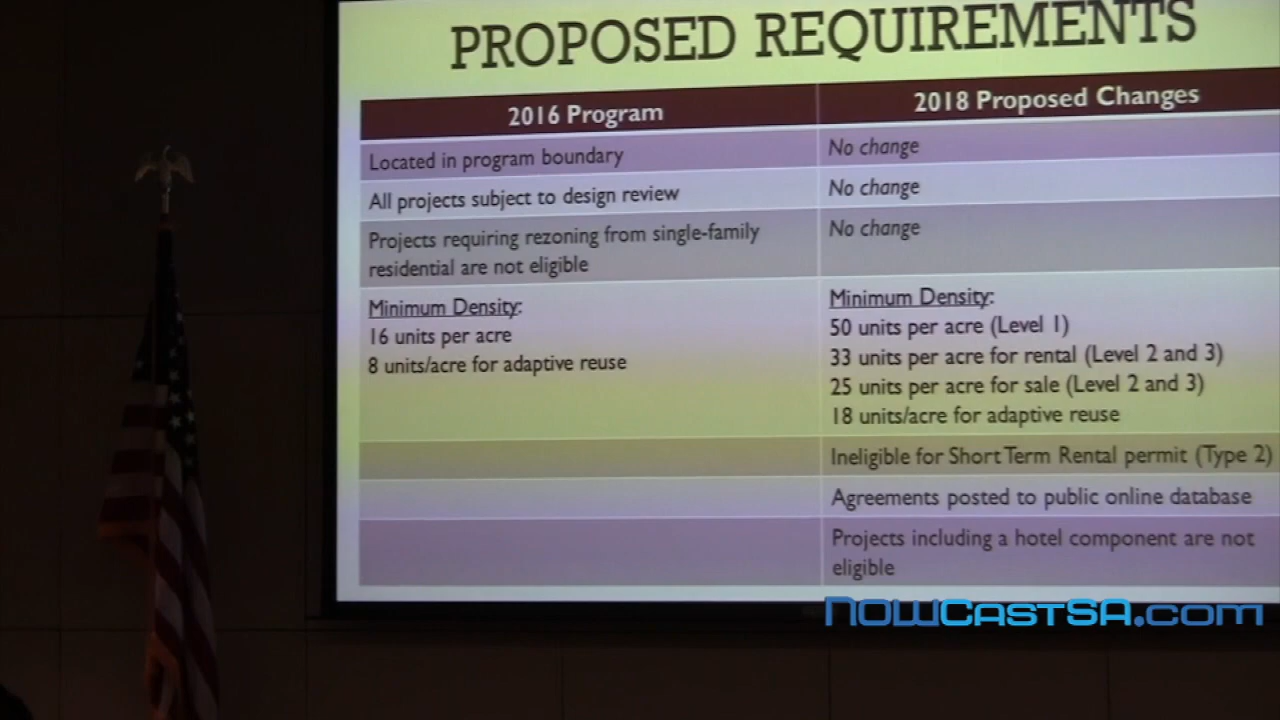 PROPOSED REQUIREMENTS
2016 Program
2018 Proposed Changes
Located in program boundary
No change
All projects subject to design review
No change
Projects requiring rezoning from single-family
residential are not eligible
No change
Minimum Density:
16 units per acre
8 units/acre for adaptive reuse
Minimum Density:
50 units per acre (Level 1)
33 units per acre for rental (Level 2 and 3)
25 units per acre for sale (Level 2 and 3)
18 units/acre for adaptive reuse
Ineligible for Short Term Rental permit (Type 2)
Agreements posted to public online database
Projects including a hotel component are not
eligible
NOWCASTSA.COM